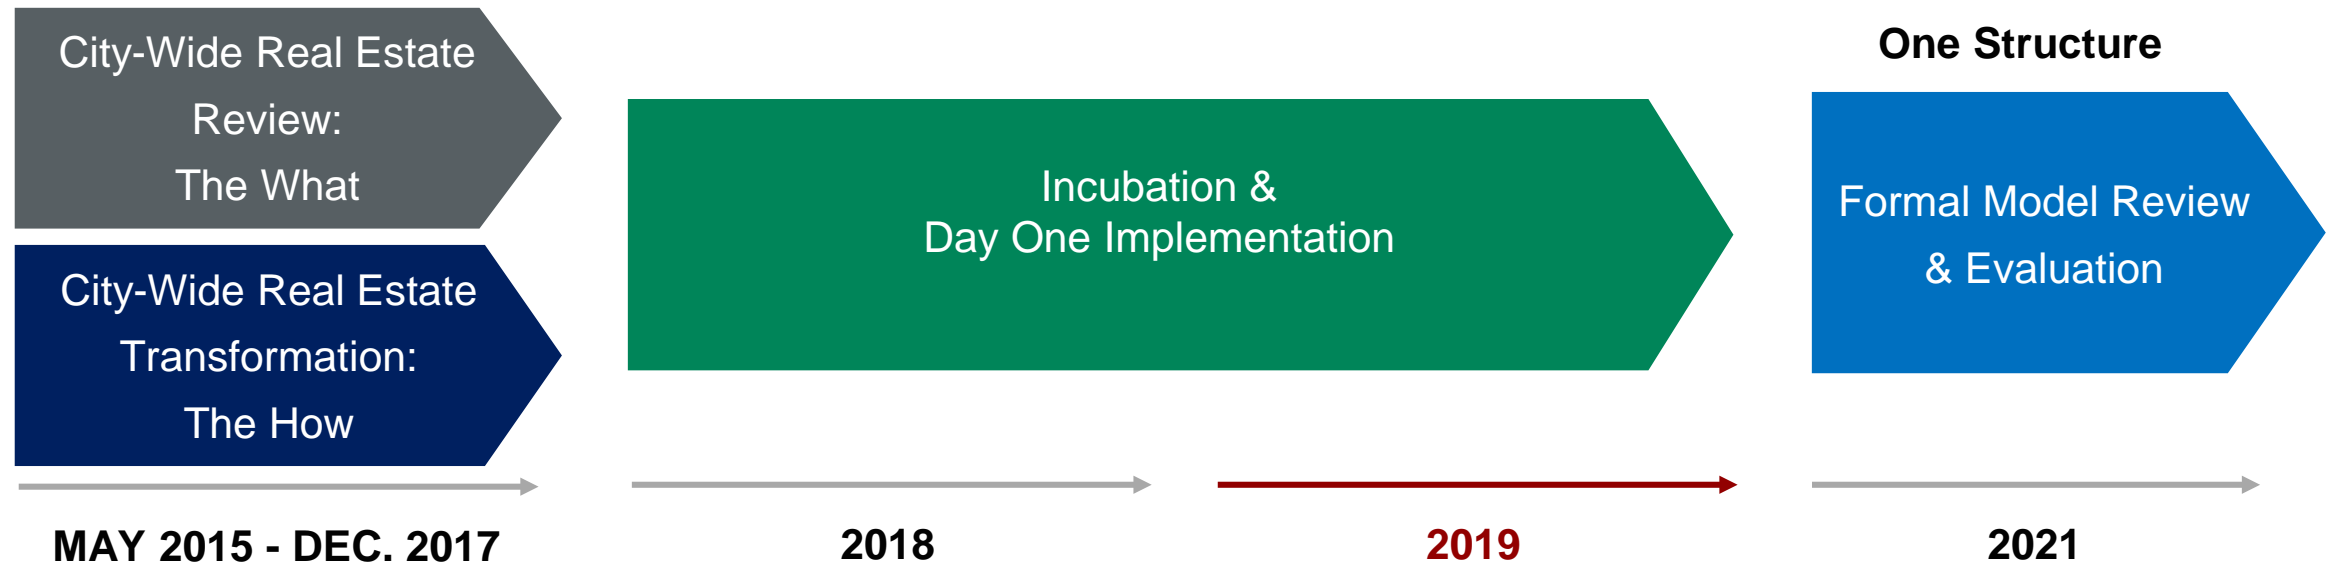 City-Wide Real Estate
Review:
The What
City-Wide Real Estate
Transformation:
The How
MAY 2015 - DEC. 2017
Incubation &
Day One Implementation
2018
2019
One Structure
Formal Model Review
& Evaluation
2021